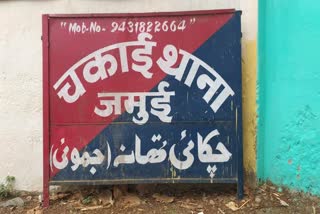 "Mob.No- 9431822664"
चकाई थाना
जमुई
چکائی تھانہ (جموئی)